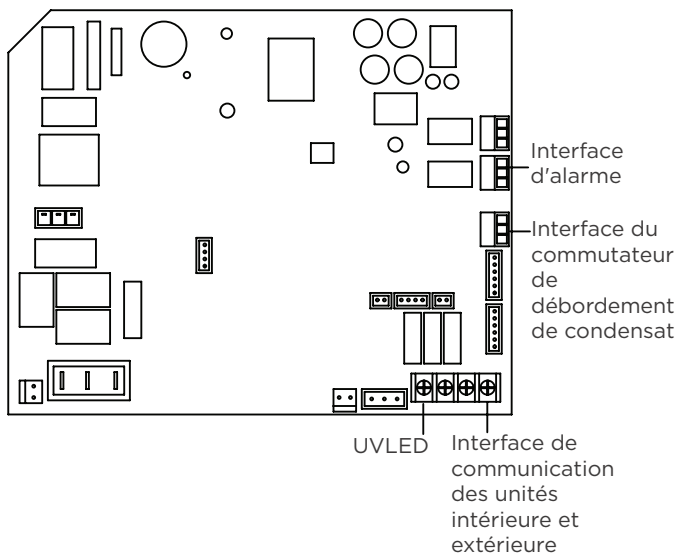 Interface
d'alarme
Interface du
commutateur
de
débordement
de condensat
UVLED
Interface de
communication
des unités
intérieure et
extérieure